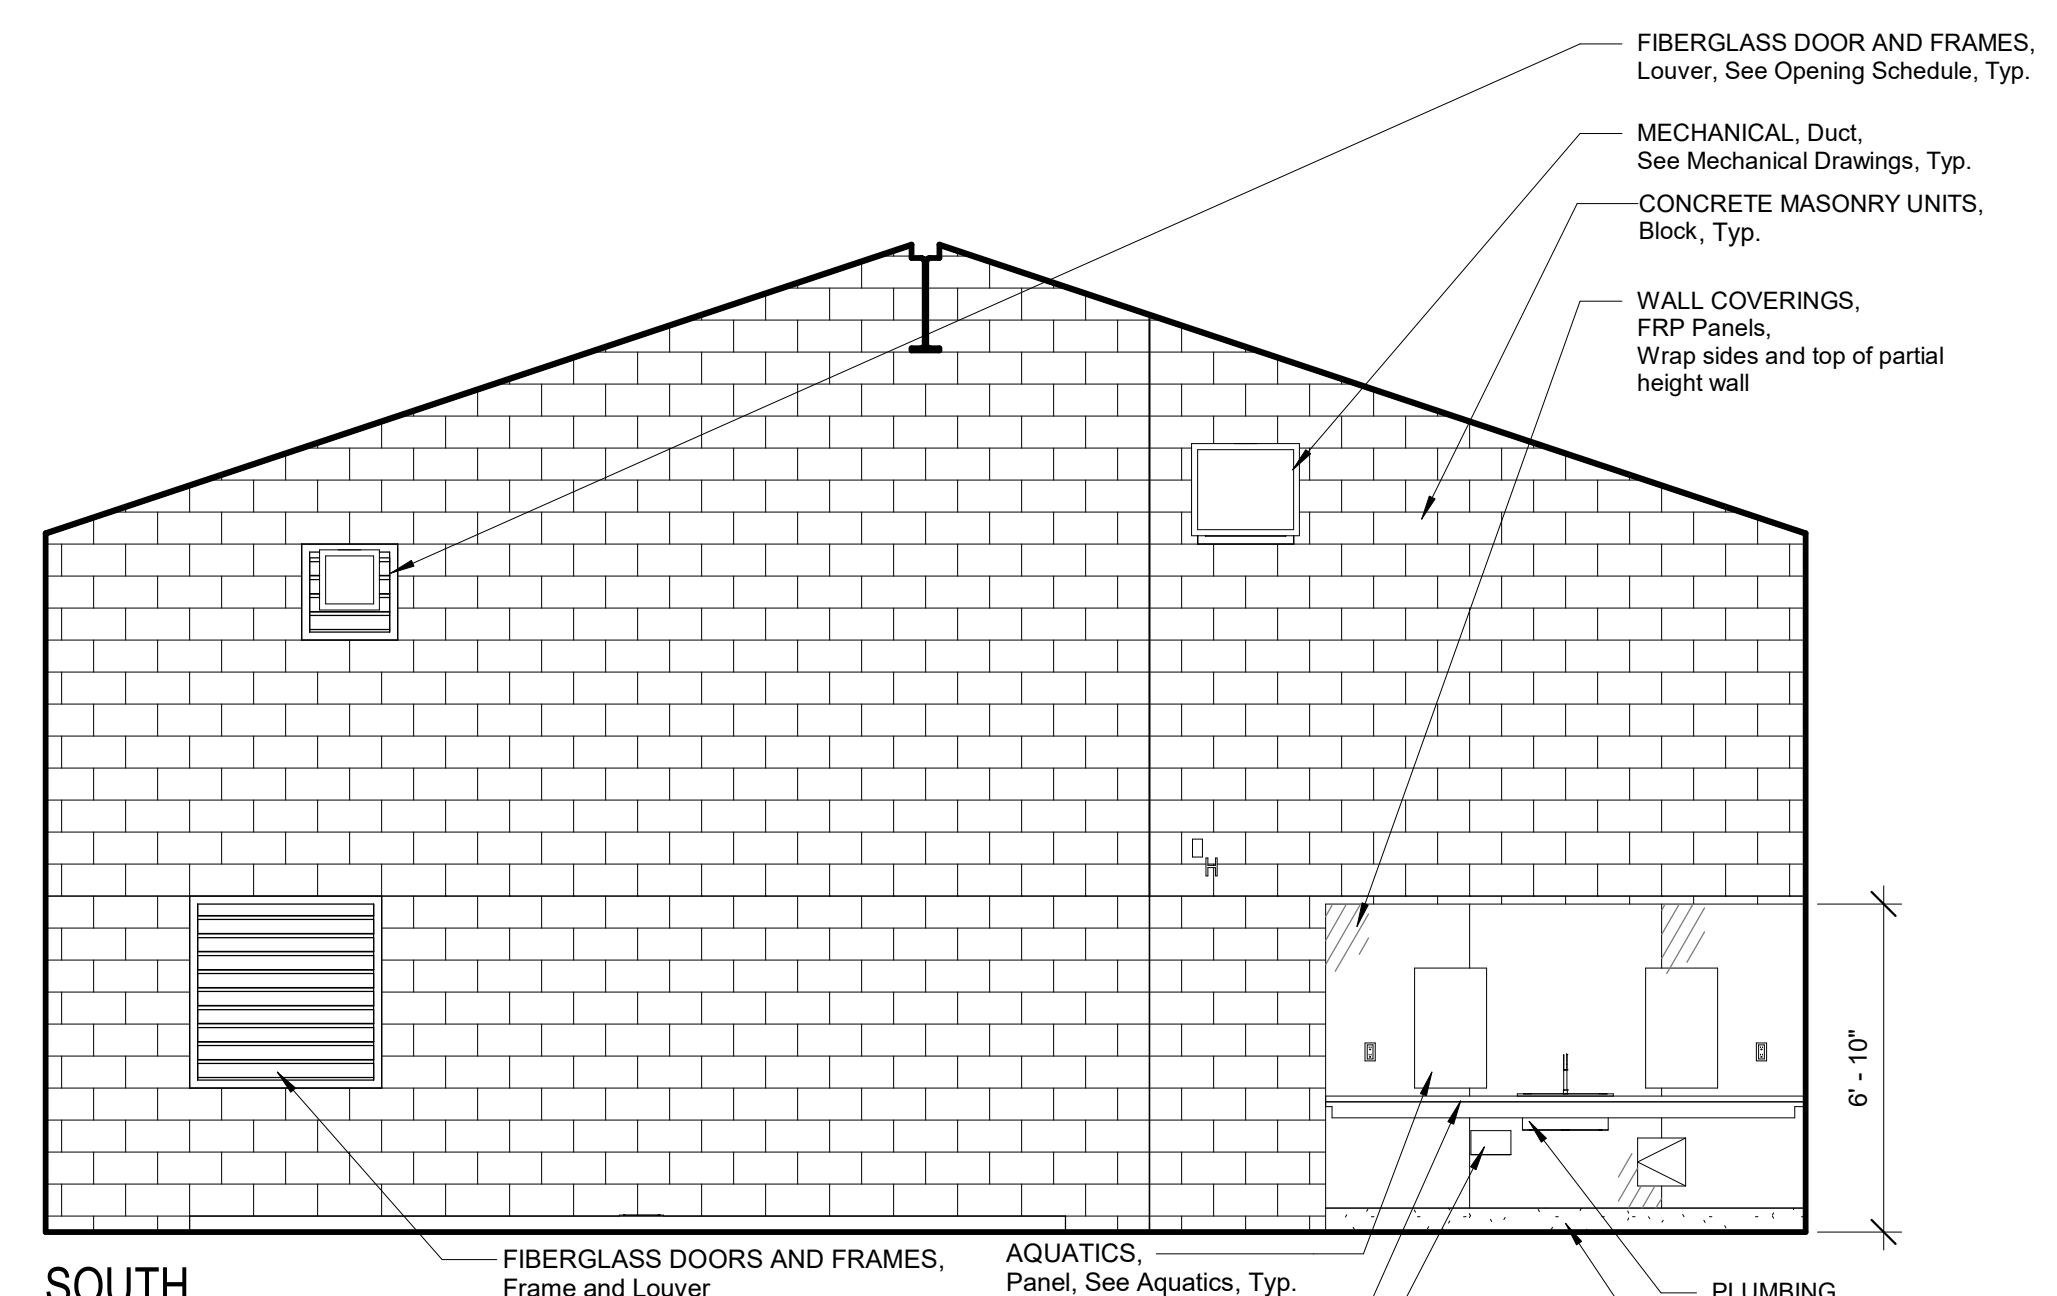 FIBERGLASS DOOR AND FRAMES,
Louver, See Opening Schedule, Typ.
MECHANICAL, Duct,
See Mechanical Drawings, Typ.
CONCRETE MASONRY UNITS,
Block, Typ.
WALL COVERINGS,
FRP Panels,
Wrap sides and top of partial
height wall
H
6' - 10"
FIBERGLASS DOORS AND FRAMES,
Frame and Louver
AQUATICS,
Panel, See Aquatics, Typ.
PLUMBING
SOUTH